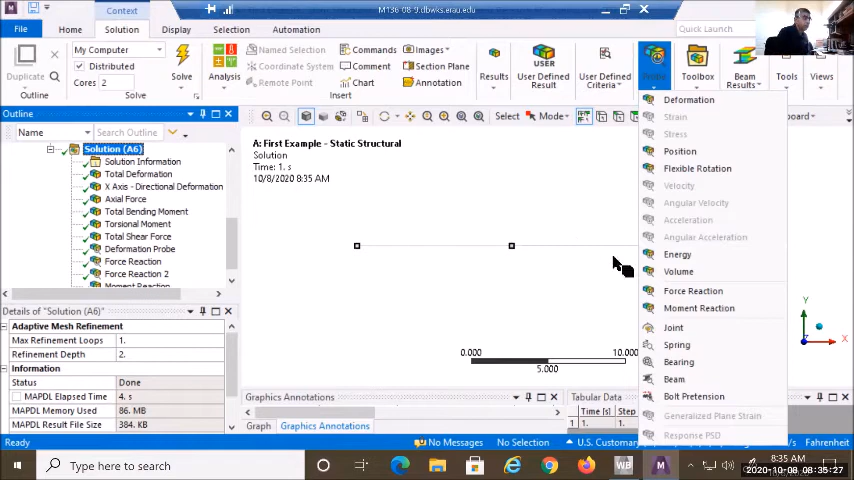 Context
M136-08-9.dbwks.erau.edu
File
Home
Solution
Display
Selection
Automation
Quick Launch
Duplicate
My Computer
Distributed
Cores 2
Solve
Analysis
Named Selection
Coordinate System
Remote Point
Commands
Comment
Chart
Images
Section Plane
Annotation
Results
User Defined Result
User Defined Criteria
Probe
Toolbox
Beam Results
Tools
Views
Outline
Solve
Insert
Outline
Name
Search Outline
Select
Mode
Solution (A6)
Solution Information
Total Deformation
X Axis - Directional Deformation
Axial Force
Total Bending Moment
Torsional Moment
Total Shear Force
Deformation Probe
Force Reaction
Force Reaction 2
Moment Reaction
A: First Example - Static Structural
Solution
Time: 1. s
10/8/2020 8:35 AM
Deformation
Strain
Stress
Position
Flexible Rotation
Velocity
Angular Velocity
Acceleration
Angular Acceleration
Energy
Volume
Force Reaction
Moment Reaction
Joint
Spring
Bearing
Beam
Bolt Pretension
Generalized Plane Strain
Response PSD
Y
X
Z
0.000
10.000
5.000
Details of "Solution (A6)"
Adaptive Mesh Refinement
Max Refinement Loops 1.
Refinement Depth 2.
Information
Status Done
MAPDL Elapsed Time 4. s
MAPDL Memory Used 86. MB
MAPDL Result File Size 384. KB
Graphics Annotations
Tabular Data
Time [s] Step
1. 1.
Graph
Graphics Annotations
Ready
No Messages
No Selection
U.S. Customary
Fahrenheit
Type here to search
WB
M
8:35 AM
2020-10-08 08:35:27